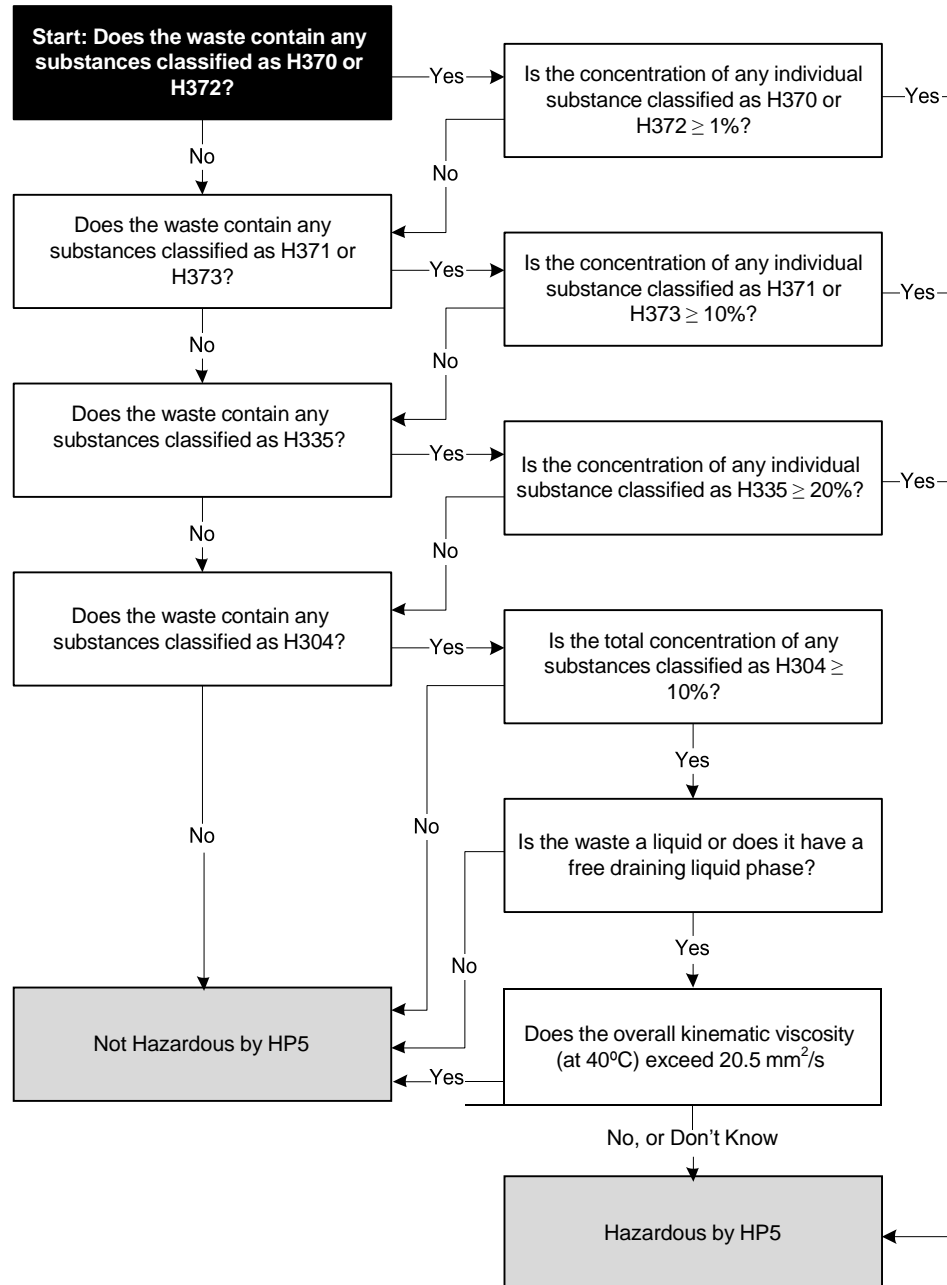 Start: Does the waste contain any
substances classified as H370 or
H372?
Yes
Is the concentration of any individual
substance classified as H370 or
H372 ≥ 1%?
Yes
No
No
Does the waste contain any
substances classified as H371 or
H373?
Yes
Is the concentration of any individual
substance classified as H371 or
H373 ≥ 10%?
Yes
No
No
Does the waste contain any
substances classified as H335?
Yes
Is the concentration of any individual
substance classified as H335 ≥ 20%?
Yes
No
No
Does the waste contain any
substances classified as H304?
Yes
Is the total concentration of any
substances classified as H304 ≥
10%?
Yes
No
No
Is the waste a liquid or does it have a
free draining liquid phase?
Yes
No
Not Hazardous by HP5
Does the overall kinematic viscosity
(at 40ºC) exceed 20.5 mm²/s
Yes
No, or Don't Know
Hazardous by HP5